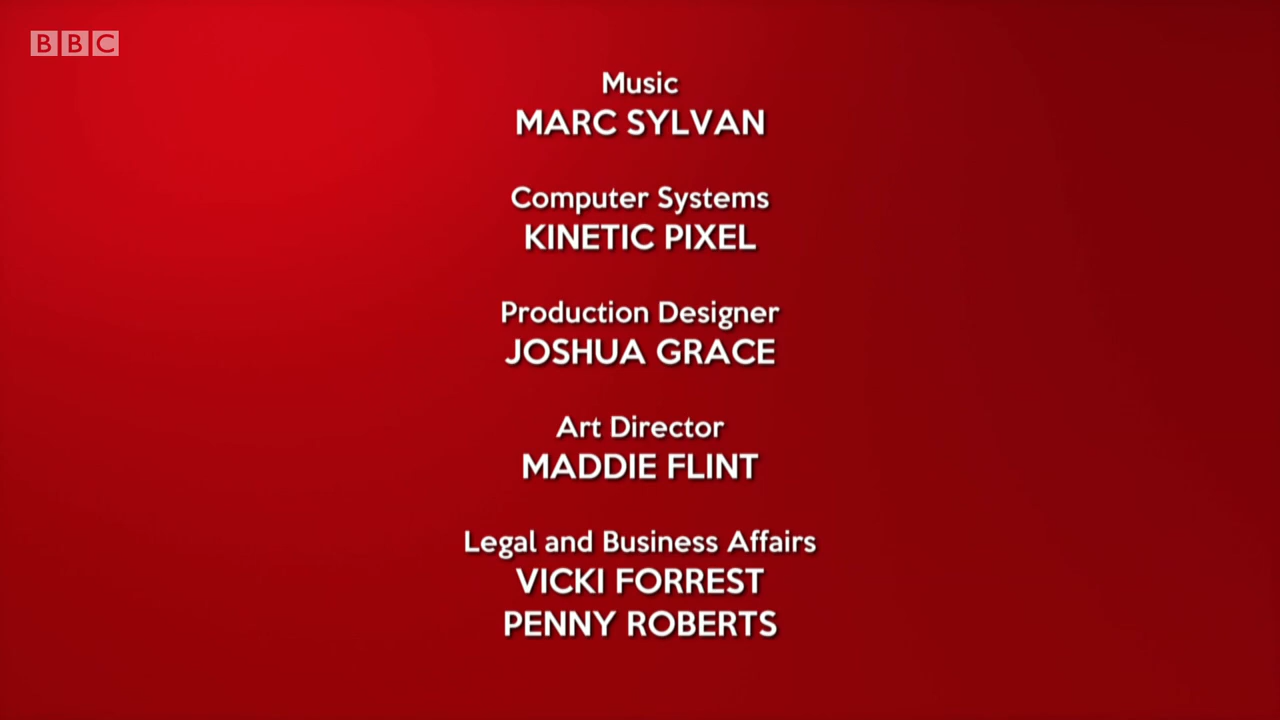 BBC
Music
MARC SYLVAN
Computer Systems
KINETIC PIXEL
Production Designer
JOSHUA GRACE
Art Director
MADDIE FLINT
Legal and Business Affairs
VICKI FORREST
PENNY ROBERTS